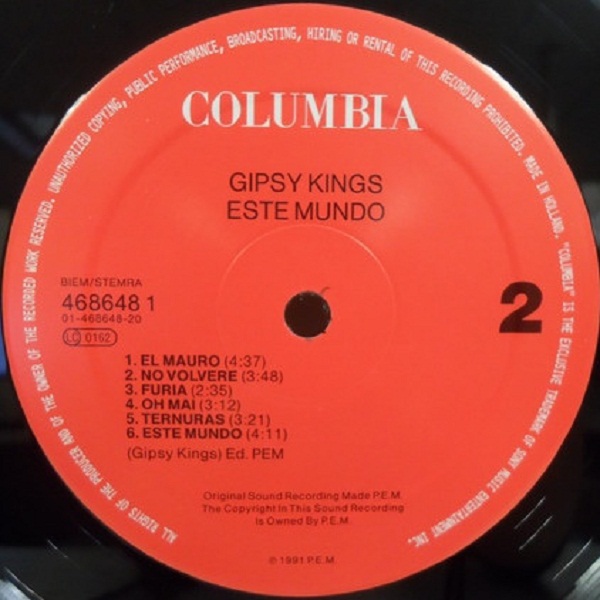 ALL RIGHTS OF THE PRODUCER AND OF THE OWNER OF THE RECORDED WORK RESERVED. UNAUTHORIZED COPYING, PUBLIC PERFORMANCE, BROADCASTING, HIRING OR RENTAL OF THIS RECORDING PROHIBITED. MADE IN HOLLAND. "COLUMBIA" IS THE EXCLUSIVE TRADEMARK OF SONY MUSIC ENTERTAINMENT INC.
COLUMBIA
GIPSY KINGS
ESTE MUNDO
BIEM/STEMRA
468648 1
01-468648-20
LC 0162
2
1. EL MAURO (4:37)
2. NO VOLVERE (3:48)
3. FURIA (2:35)
4. OH MAI (3:12)
5. TERNURAS (3:21)
6. ESTE MUNDO (4:11)
(Gipsy Kings) Ed. PEM
Original Sound Recording Made P.E.M.
The Copyright In This Sound Recording
Is Owned By P.E.M.
℗ 1991 P.E.M.